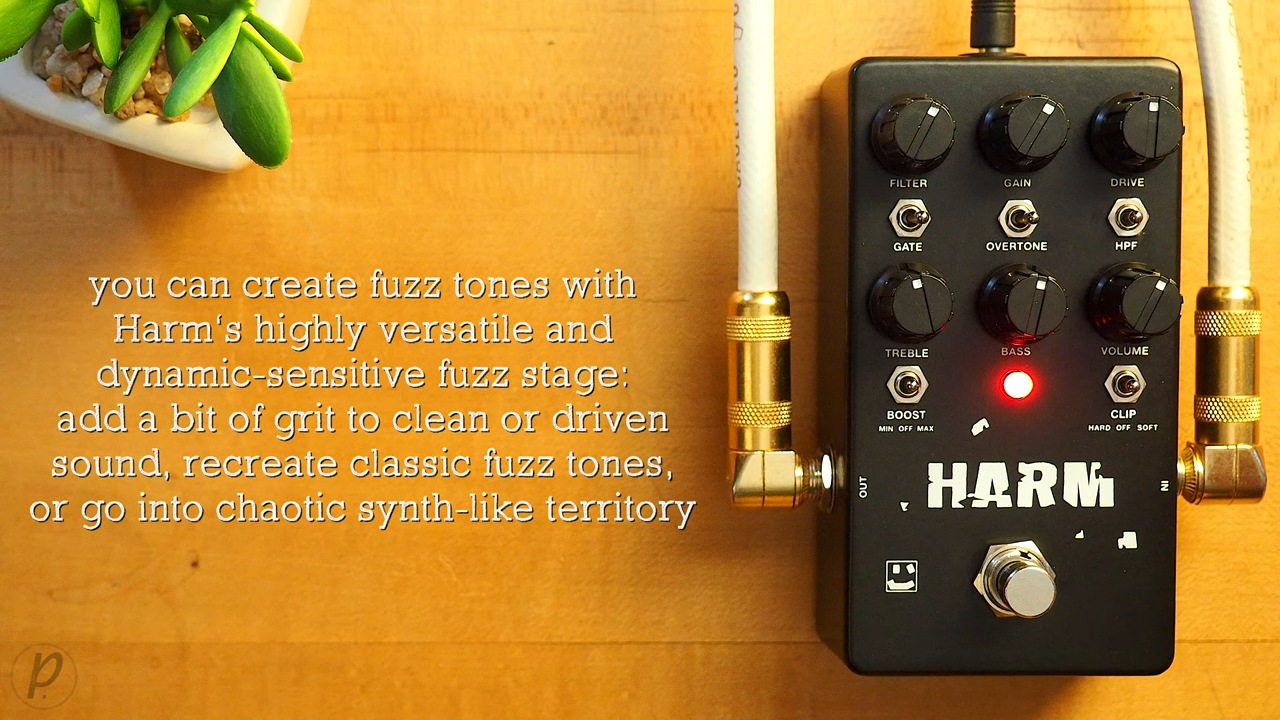 you can create fuzz tones with
Harm's highly versatile and
dynamic-sensitive fuzz stage:
add a bit of grit to clean or driven
sound, recreate classic fuzz tones,
or go into chaotic synth-like territory
FILTER GAIN DRIVE
GATE OVERTONE HPF
TREBLE BASS VOLUME
BOOST CLIP
MIN OFF MAX HARD OFF SOFT
OUT HARM IN
p.